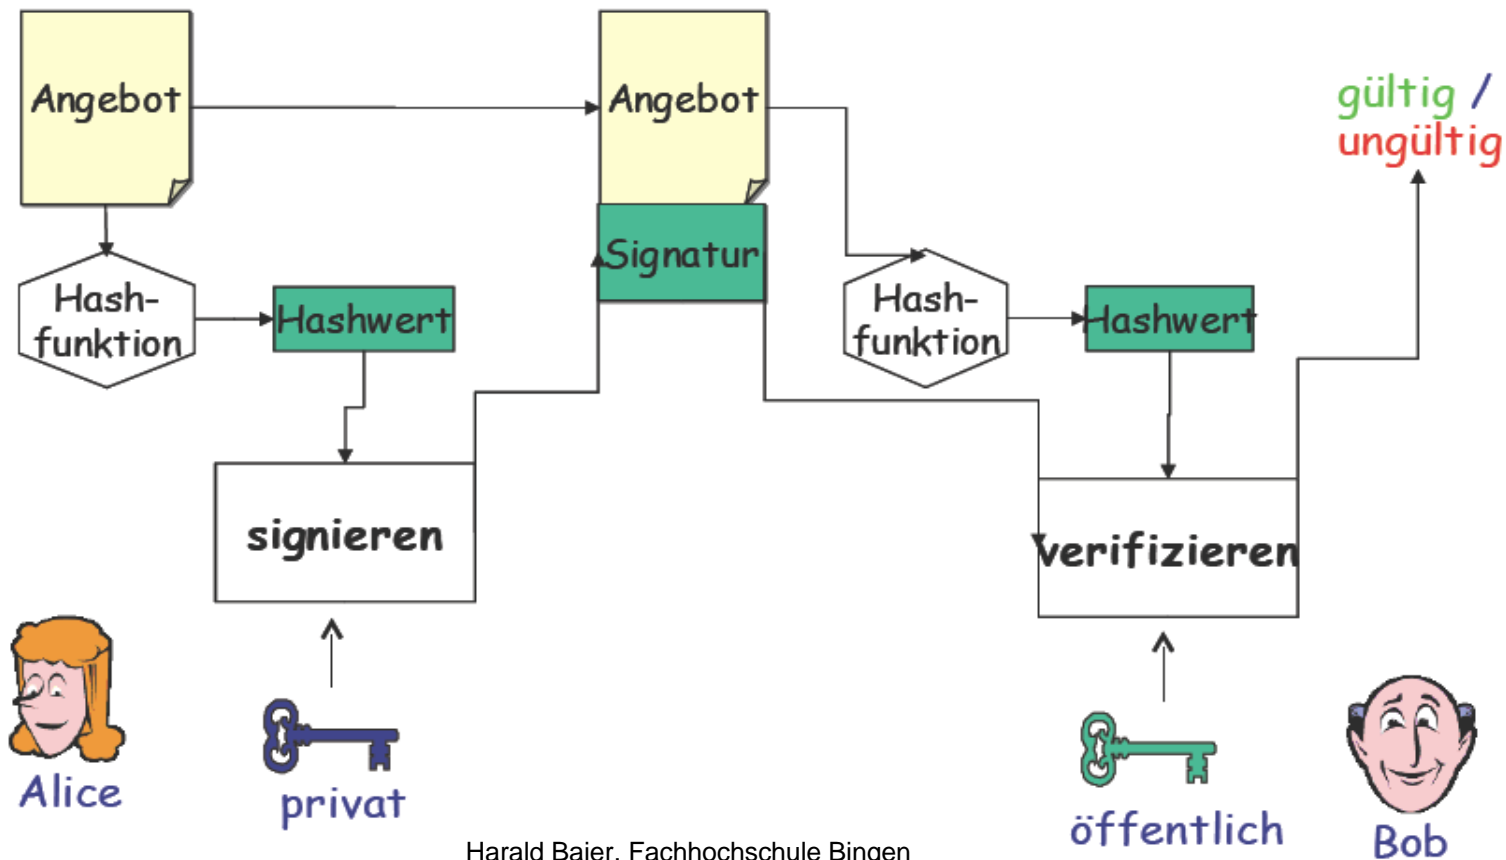 Angebot
Angebot
gültig /
ungültig
Signatur
Hash-
funktion
Hashwert
Hash-
funktion
Hashwert
signieren
verifizieren
Alice
privat
öffentlich
Bob
Harald Baier, Fachhochschule Bingen